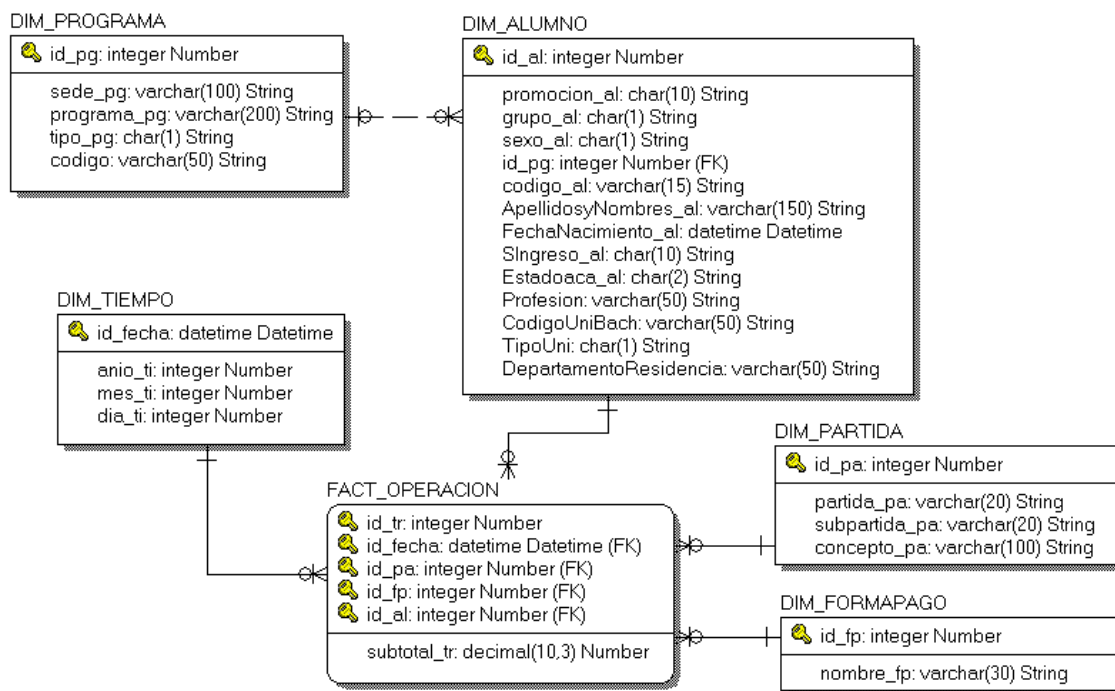 DIM_PROGRAMA
id_pg: integer Number
sede_pg: varchar(100) String
programa_pg: varchar(200) String
tipo_pg: char(1) String
codigo: varchar(50) String
DIM_ALUMNO
id_al: integer Number
promocion_al: char(10) String
grupo_al: char(1) String
sexo_al: char(1) String
id_pg: integer Number (FK)
codigo_al: varchar(15) String
ApellidosyNombres_al: varchar(150) String
FechaNacimiento_al: datetime Datetime
SIngreso_al: char(10) String
Estadoaca_al: char(2) String
Profesion: varchar(50) String
CodigoUniBach: varchar(50) String
TipoUni: char(1) String
DepartamentoResidencia: varchar(50) String
DIM_TIEMPO
id_fecha: datetime Datetime
anio_ti: integer Number
mes_ti: integer Number
dia_ti: integer Number
DIM_PARTIDA
id_pa: integer Number
partida_pa: varchar(20) String
subpartida_pa: varchar(20) String
concepto_pa: varchar(100) String
FACT_OPERACION
id_tr: integer Number
id_fecha: datetime Datetime (FK)
id_pa: integer Number (FK)
id_fp: integer Number (FK)
id_al: integer Number (FK)
subtotal_tr: decimal(10,3) Number
DIM_FORMAPAGO
id_fp: integer Number
nombre_fp: varchar(30) String